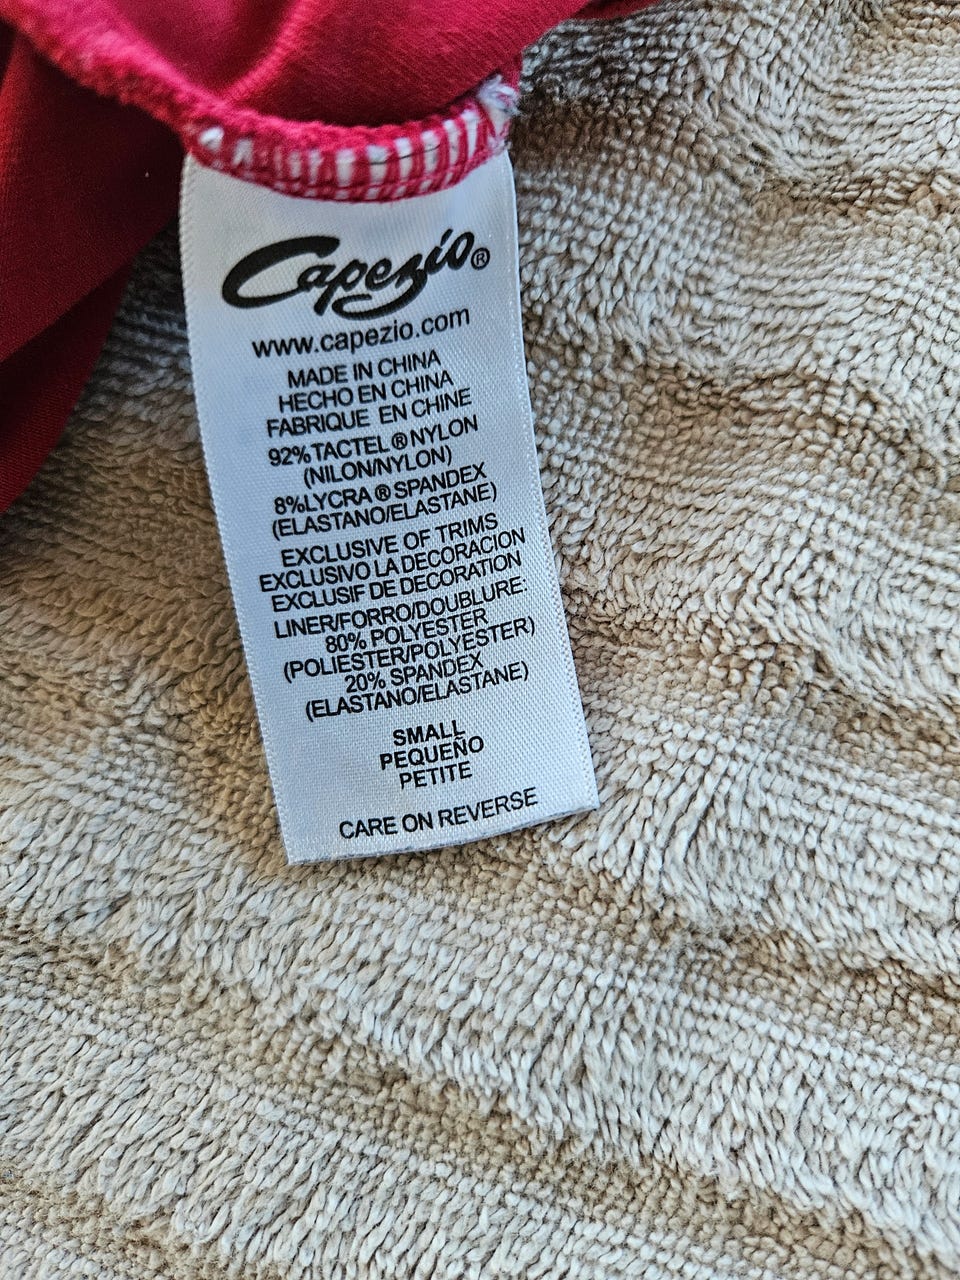 Capezio®
www.capezio.com
MADE IN CHINA
HECHO EN CHINA
FABRIQUE EN CHINE
92% TACTEL® NYLON
(NILON/NYLON)
8%LYCRA® SPANDEX
(ELASTANO/ELASTANE)
EXCLUSIVE OF TRIMS
EXCLUSIVO LA DECORACION
EXCLUSIF DE DECORATION
LINER/FORRO/DOUBLURE:
80% POLYESTER
(POLIESTER/POLYESTER)
20% SPANDEX
(ELASTANO/ELASTANE)
SMALL
PEQUEÑO
PETITE
CARE ON REVERSE